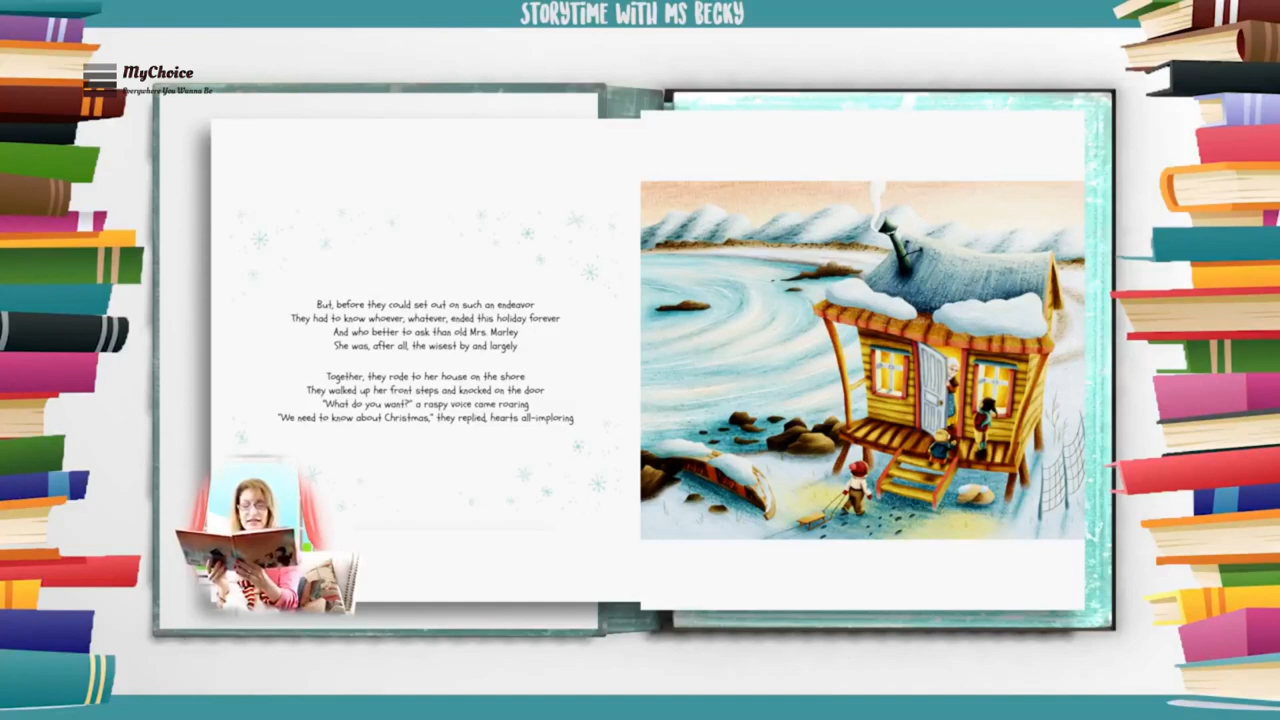 STORYTIME WITH MS BECKY
MyChoice
Everywhere You Wanna Be
But, before they could set out on such an endeavor
They had to know whoever, whatever, ended this holiday forever
And who better to ask than old Mrs. Marley
She was, after all, the wisest by and largely
Together, they rode to her house on the shore
They walked up her front steps and knocked on the door
"What do you want?" a raspy voice came roaring
"We need to know about Christmas," they replied, hearts all-imploring